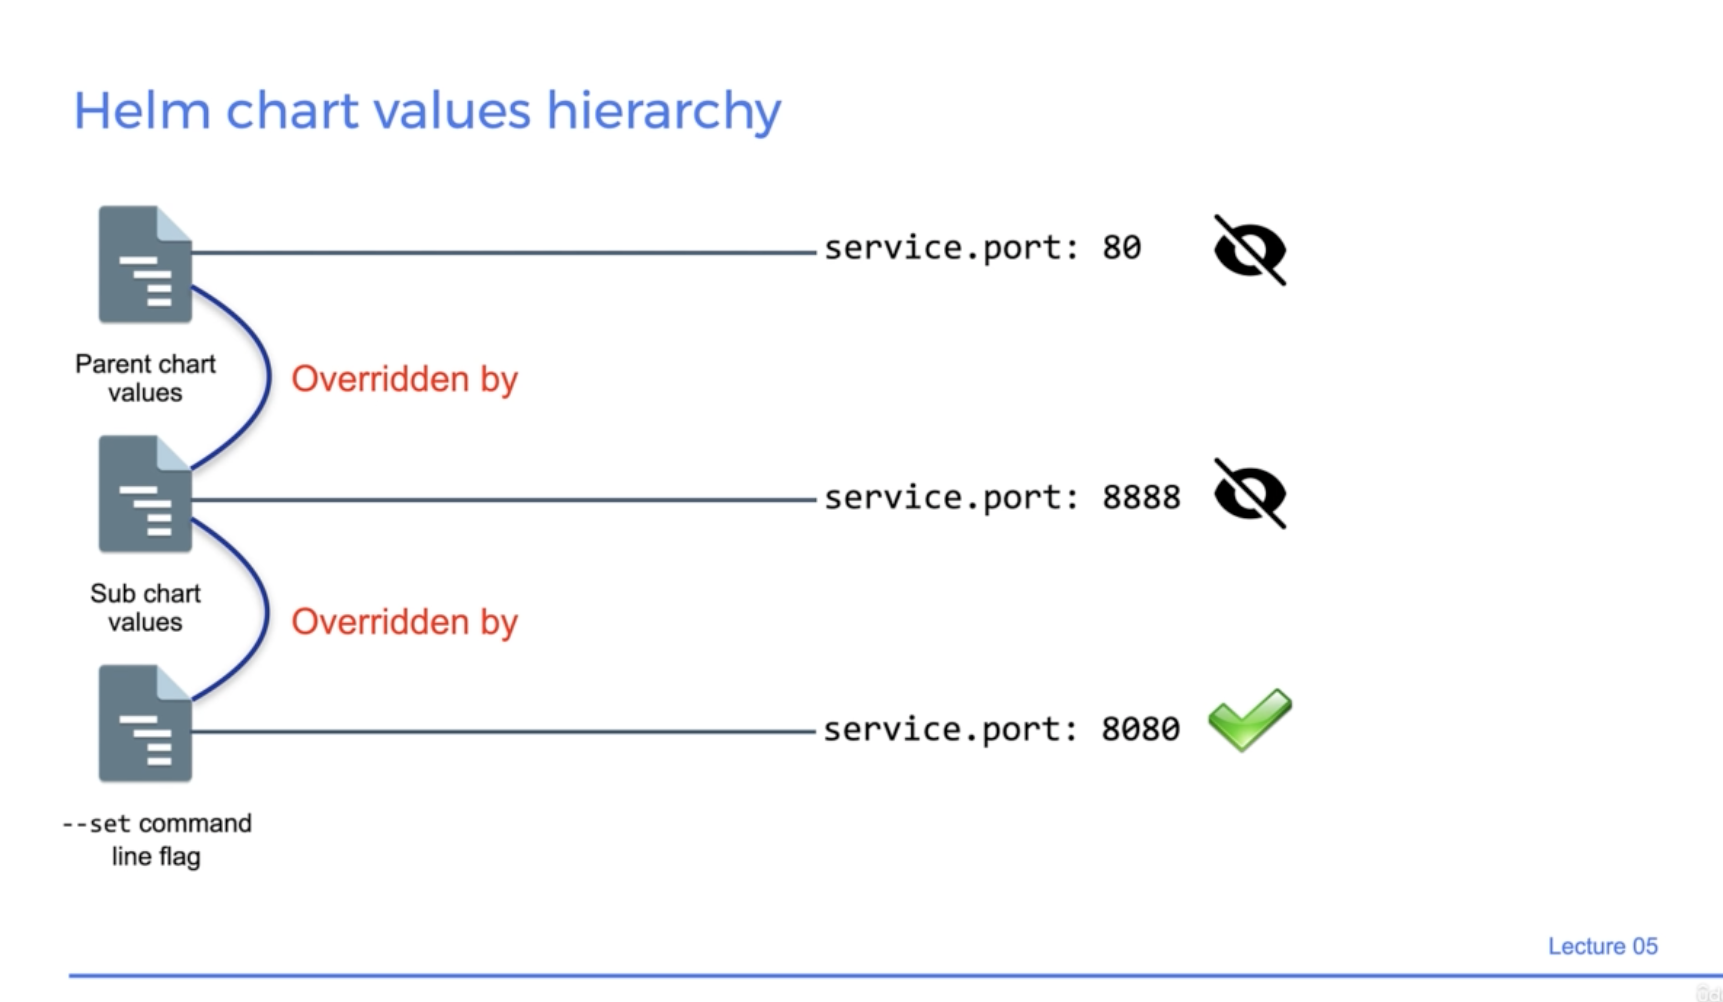 Helm chart values hierarchy
service.port: 80
Parent chart
values
Overridden by
service.port: 8888
Sub chart
values
Overridden by
service.port: 8080
--set command
line flag
Lecture 05